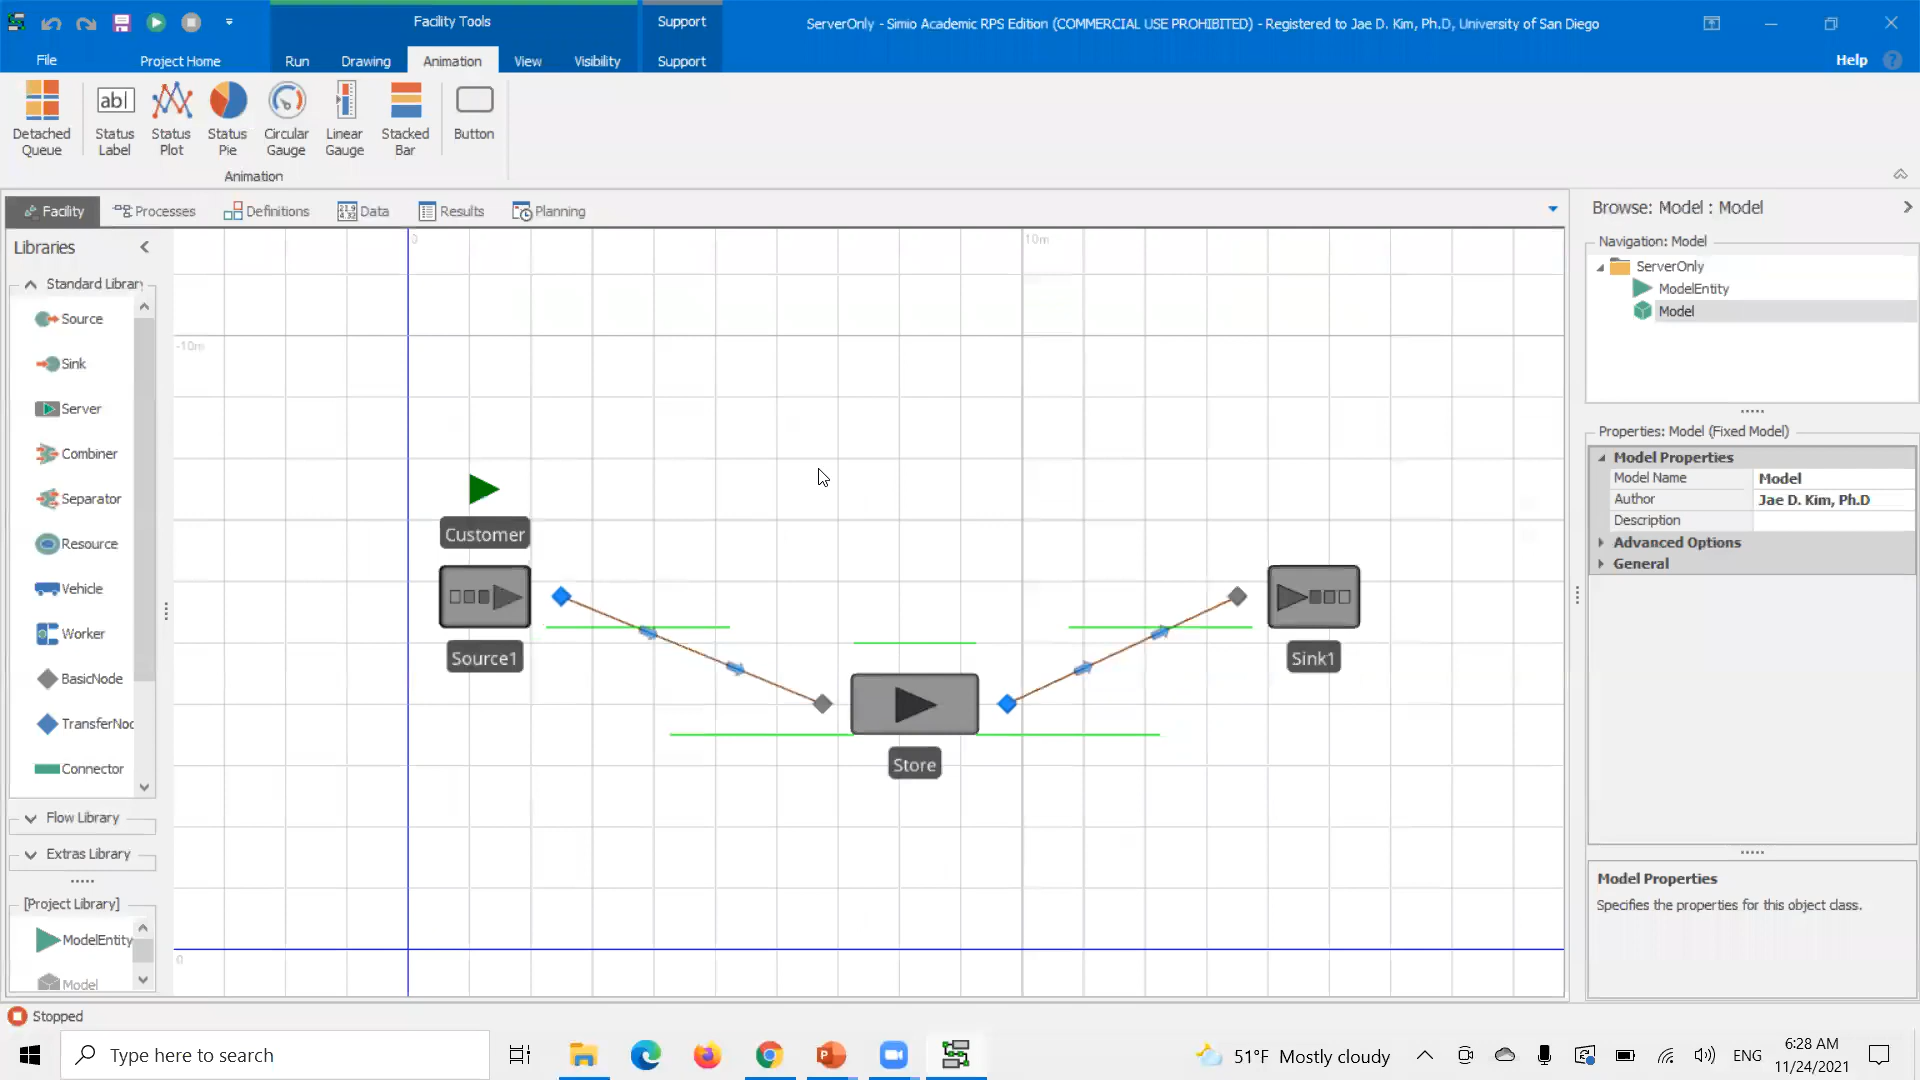 Facility Tools
Support
ServerOnly - Simio Academic RPS Edition (COMMERCIAL USE PROHIBITED) - Registered to Jae D. Kim, Ph.D, University of San Diego
File
Project Home
Run
Drawing
Animation
View
Visibility
Support
Help
Detached Queue
Status Label
Status Plot
Status Pie
Circular Gauge
Linear Gauge
Stacked Bar
Button
Animation
Facility
Processes
Definitions
Data
Results
Planning
Libraries
Standard Library
Source
Sink
Server
Combiner
Separator
Resource
Vehicle
Worker
BasicNode
TransferNod
Connector
Flow Library
Extras Library
[Project Library]
ModelEntity
Model
0
10m
-10m
0
Customer
Source1
Store
Sink1
Browse: Model : Model
Navigation: Model
ServerOnly
ModelEntity
Model
Properties: Model (Fixed Model)
Model Properties
Model Name Model
Author Jae D. Kim, Ph.D
Description
Advanced Options
General
Model Properties
Specifies the properties for this object class.
Stopped
Type here to search
51°F Mostly cloudy
ENG
6:28 AM
11/24/2021